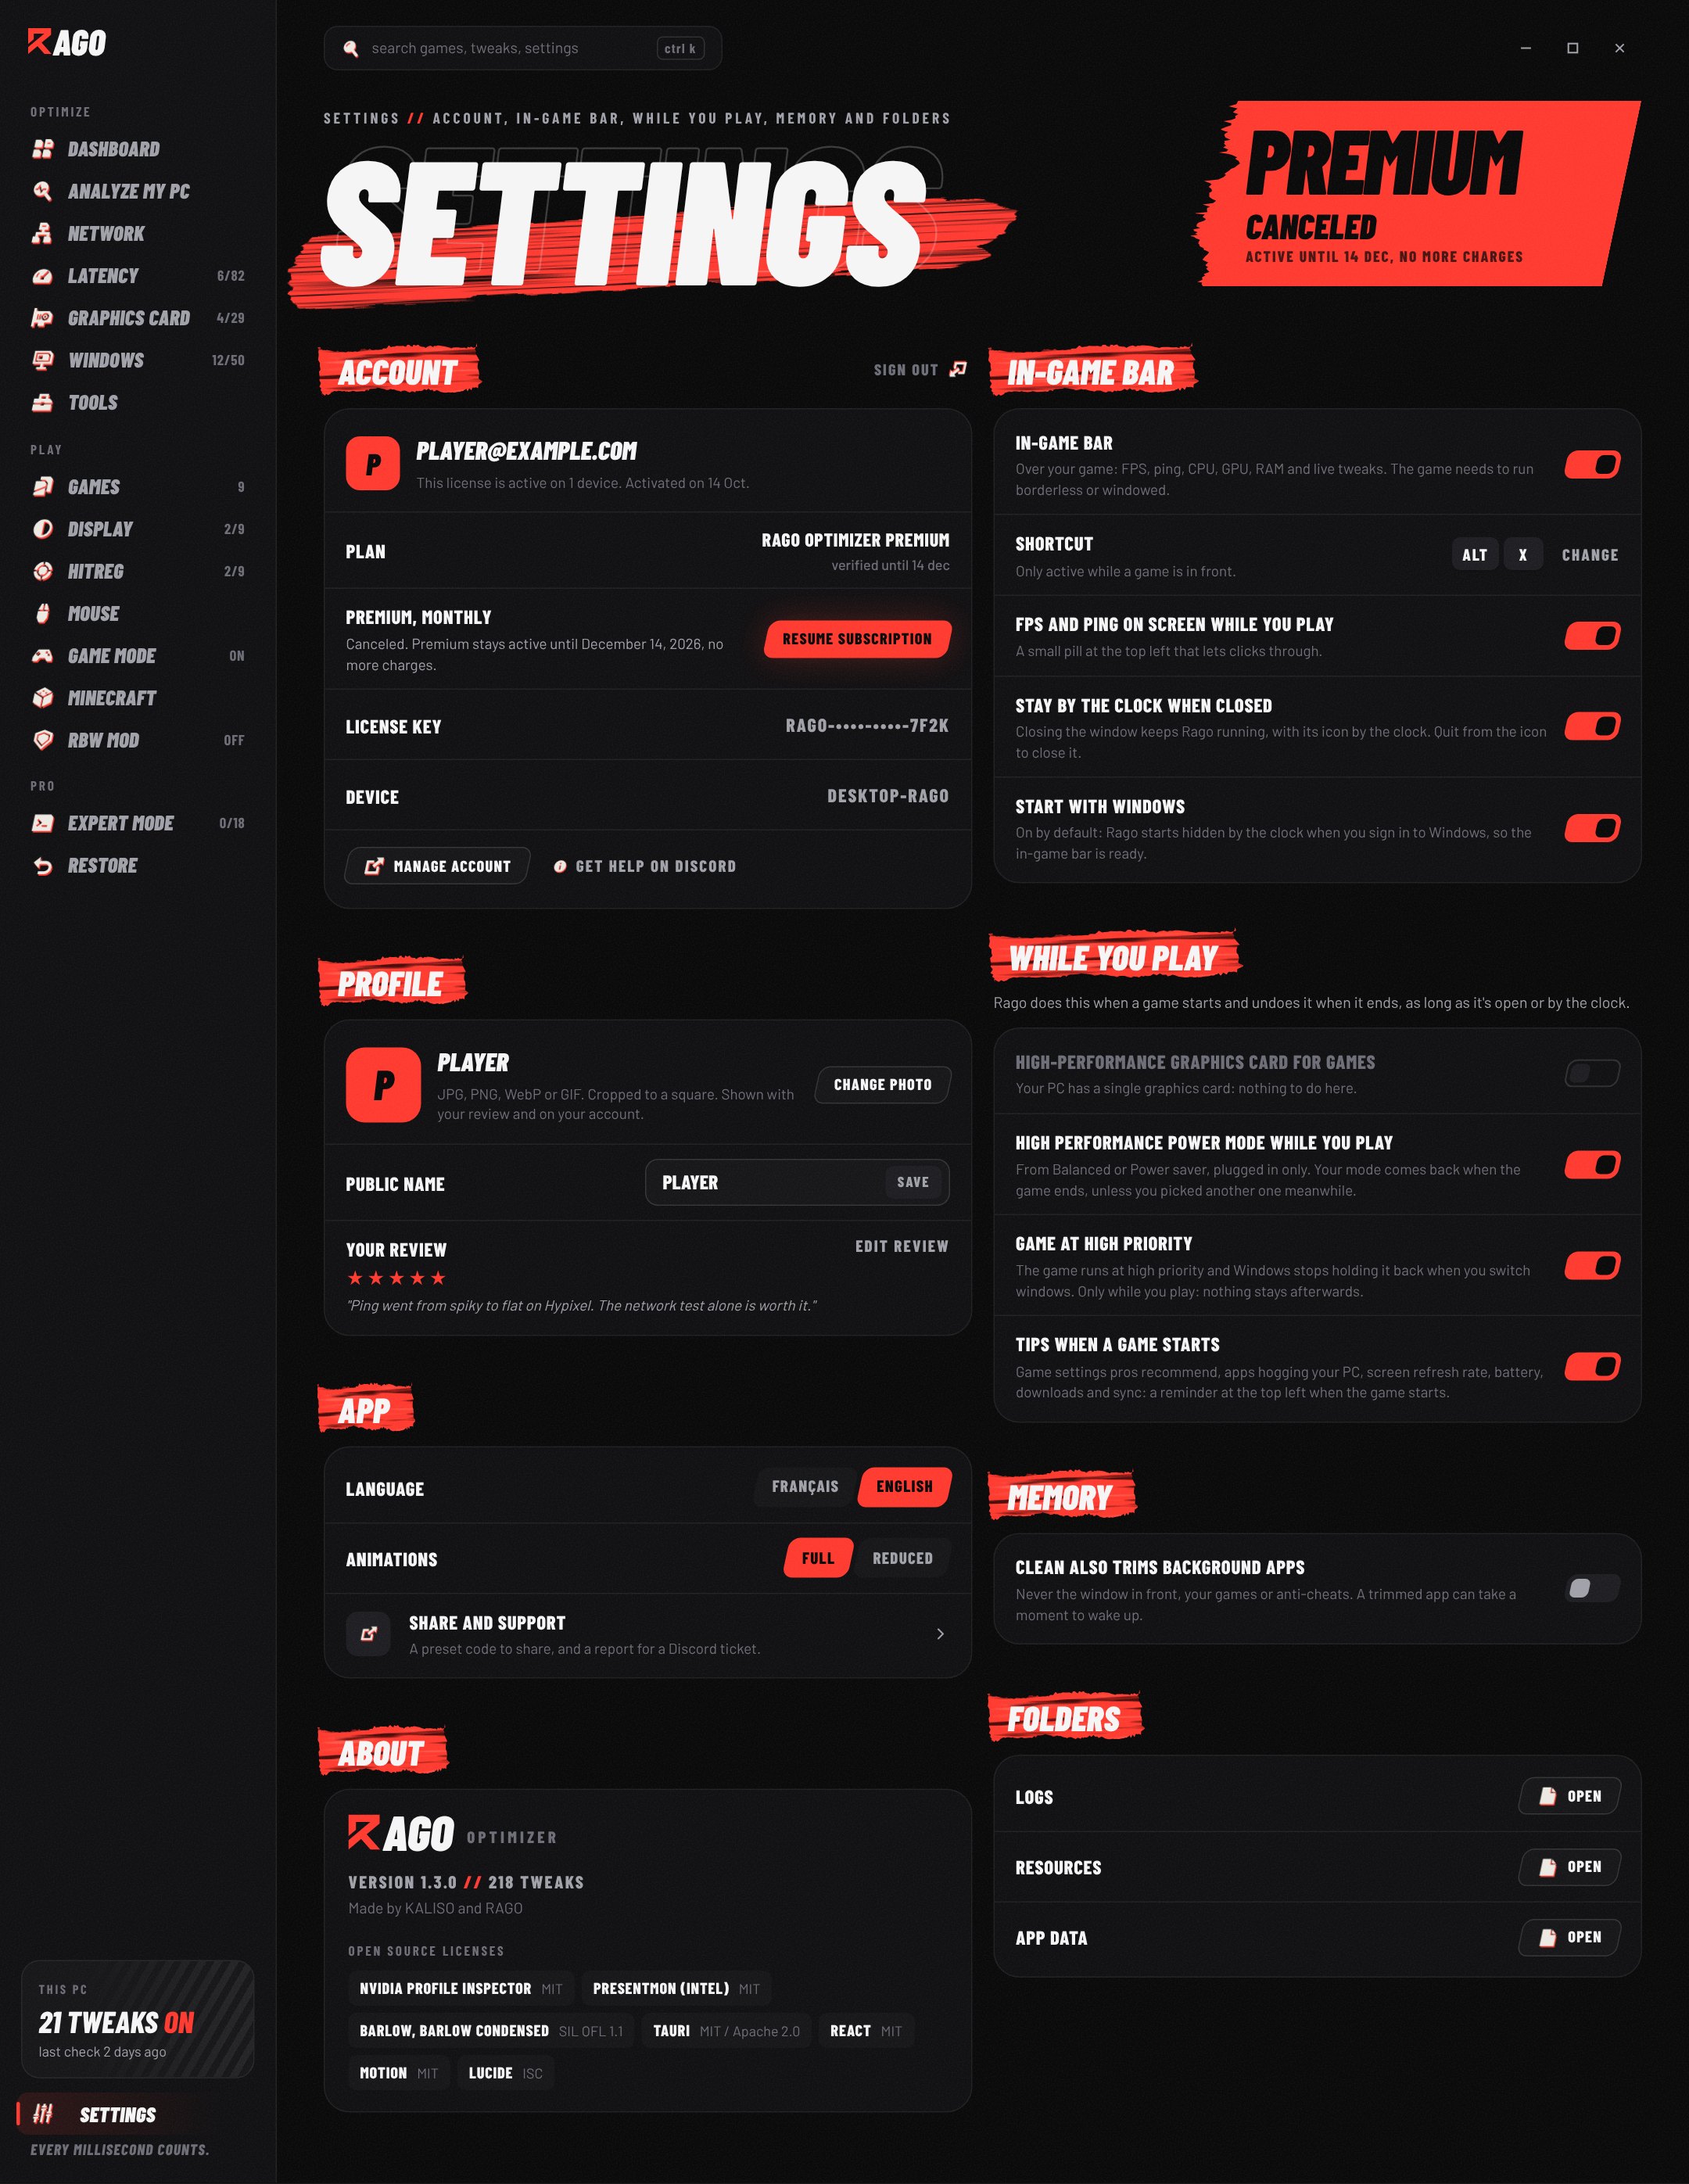 RAGO
OPTIMIZE
DASHBOARD
ANALYZE MY PC
NETWORK
LATENCY 6/82
GRAPHICS CARD 4/29
WINDOWS 12/50
TOOLS
PLAY
GAMES 9
DISPLAY 2/9
HITREG 2/9
MOUSE
GAME MODE ON
MINECRAFT
RBW MOD OFF
PRO
EXPERT MODE 0/18
RESTORE
THIS PC
21 TWEAKS ON
last check 2 days ago
SETTINGS
EVERY MILLISECOND COUNTS.
search games, tweaks, settings ctrl k
SETTINGS // ACCOUNT, IN-GAME BAR, WHILE YOU PLAY, MEMORY AND FOLDERS
SETTINGS
PREMIUM
CANCELED
ACTIVE UNTIL 14 DEC, NO MORE CHARGES
ACCOUNT
SIGN OUT
PLAYER@EXAMPLE.COM
This license is active on 1 device. Activated on 14 Oct.
PLAN
RAGO OPTIMIZER PREMIUM
verified until 14 dec
PREMIUM, MONTHLY
Canceled. Premium stays active until December 14, 2026, no
more charges.
RESUME SUBSCRIPTION
LICENSE KEY
RAGO-••••-••••-7F2K
DEVICE
DESKTOP-RAGO
MANAGE ACCOUNT
GET HELP ON DISCORD
PROFILE
P
PLAYER
JPG, PNG, WebP or GIF. Cropped to a square. Shown with
your review and on your account.
CHANGE PHOTO
PUBLIC NAME
PLAYER
SAVE
YOUR REVIEW
EDIT REVIEW
★★★★★
"Ping went from spiky to flat on Hypixel. The network test alone is worth it."
APP
LANGUAGE
FRANÇAIS
ENGLISH
ANIMATIONS
FULL
REDUCED
SHARE AND SUPPORT
A preset code to share, and a report for a Discord ticket.
ABOUT
RAGO OPTIMIZER
VERSION 1.3.0 // 218 TWEAKS
Made by KALISO and RAGO
OPEN SOURCE LICENSES
NVIDIA PROFILE INSPECTOR MIT
PRESENTMON (INTEL) MIT
BARLOW, BARLOW CONDENSED SIL OFL 1.1
TAURI MIT / Apache 2.0
REACT MIT
MOTION MIT
LUCIDE ISC
IN-GAME BAR
IN-GAME BAR
Over your game: FPS, ping, CPU, GPU, RAM and live tweaks. The game needs to run
borderless or windowed.
SHORTCUT
Only active while a game is in front.
ALT X CHANGE
FPS AND PING ON SCREEN WHILE YOU PLAY
A small pill at the top left that lets clicks through.
STAY BY THE CLOCK WHEN CLOSED
Closing the window keeps Rago running, with its icon by the clock. Quit from the icon
to close it.
START WITH WINDOWS
On by default: Rago starts hidden by the clock when you sign in to Windows, so the
in-game bar is ready.
WHILE YOU PLAY
Rago does this when a game starts and undoes it when it ends, as long as it's open or by the clock.
HIGH-PERFORMANCE GRAPHICS CARD FOR GAMES
Your PC has a single graphics card: nothing to do here.
HIGH PERFORMANCE POWER MODE WHILE YOU PLAY
From Balanced or Power saver, plugged in only. Your mode comes back when the
game ends, unless you picked another one meanwhile.
GAME AT HIGH PRIORITY
The game runs at high priority and Windows stops holding it back when you switch
windows. Only while you play: nothing stays afterwards.
TIPS WHEN A GAME STARTS
Game settings pros recommend, apps hogging your PC, screen refresh rate, battery,
downloads and sync: a reminder at the top left when the game starts.
MEMORY
CLEAN ALSO TRIMS BACKGROUND APPS
Never the window in front, your games or anti-cheats. A trimmed app can take a
moment to wake up.
FOLDERS
LOGS
OPEN
RESOURCES
OPEN
APP DATA
OPEN